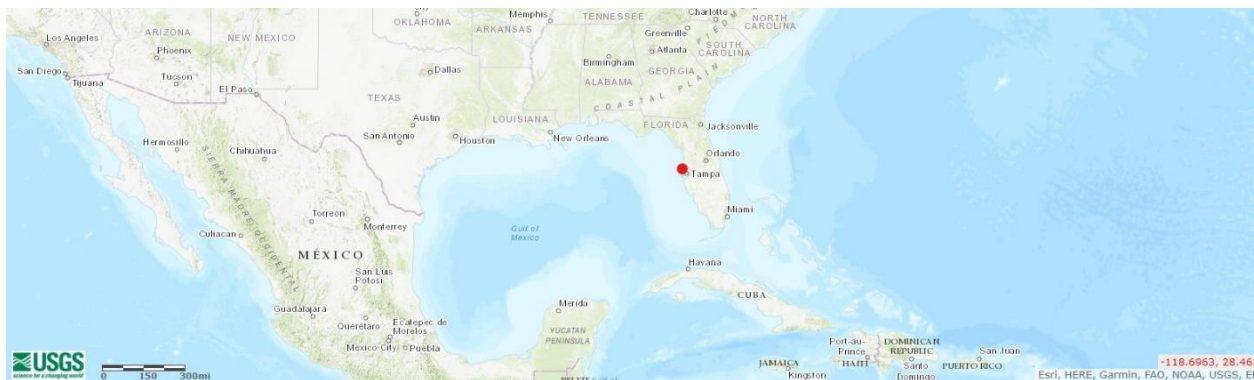 Memphis
TENNESSEE
Charlotte
NORTH
CAROLINA
OKLAHOMA
ARKANSAS
Greenville
PIEDM
Los Angeles
ARIZONA
NEW MEXICO
Atlanta
SOUTH
CAROLINA
Phoenix
Birmingham
San Diego
Tijuana
Tucson
Dallas
ALABAMA
GEORGIA
El Paso
TEXAS
COASTAL PLAIN
Austin
LOUISIANA
San Antonio
Houston
New Orleans
FLORIDA
Jacksonville
Hermosillo
Chihuahua
Orlando
Tampa
SIERRA MADRE OCCIDENTAL
Torreón
Monterrey
Miami
Culiacan
Gulf of
Mexico
MÉXICO
San Luis
Potosi
Havana
CUBA
Guadalajara
Querétaro
Ecatepec de
Morelos
Mexico City
Puebla
Merida
YUCATAN
PENINSULA
Port-au-
Prince
HAITI
DOMINICAN
REPUBLIC
Santo
Domingo
San Juan
PUERTO RICO
JAMAICA
Kingston
USGS
science for a changing world
0 150 300mi
-118.6963, 28.46
Esri, HERE, Garmin, FAO, NOAA, USGS, E